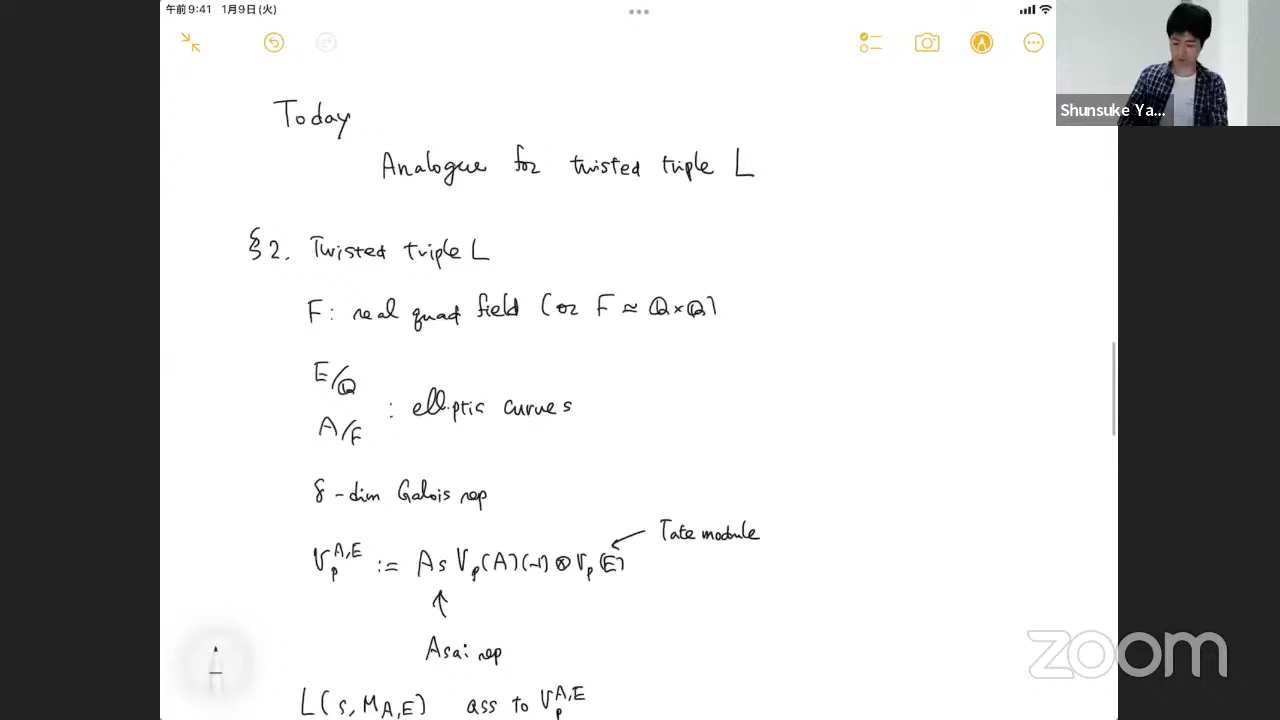 午前9:41 1月9日(火)
Shunsuke Ya...
Today
Analogue for twisted triple L
§2. Twisted triple L
F: real quad field (or F ≈ ℚ×ℚ)
E/ℚ
A/F
: elliptic curves
8-dim Galois rep
Tate module
V_p^{A,E} := As V_p(A)(-1) ⊗ V_p(E)
↑
Asai rep
L(s, M_{A,E}) ass to V_p^{A,E}
zoom